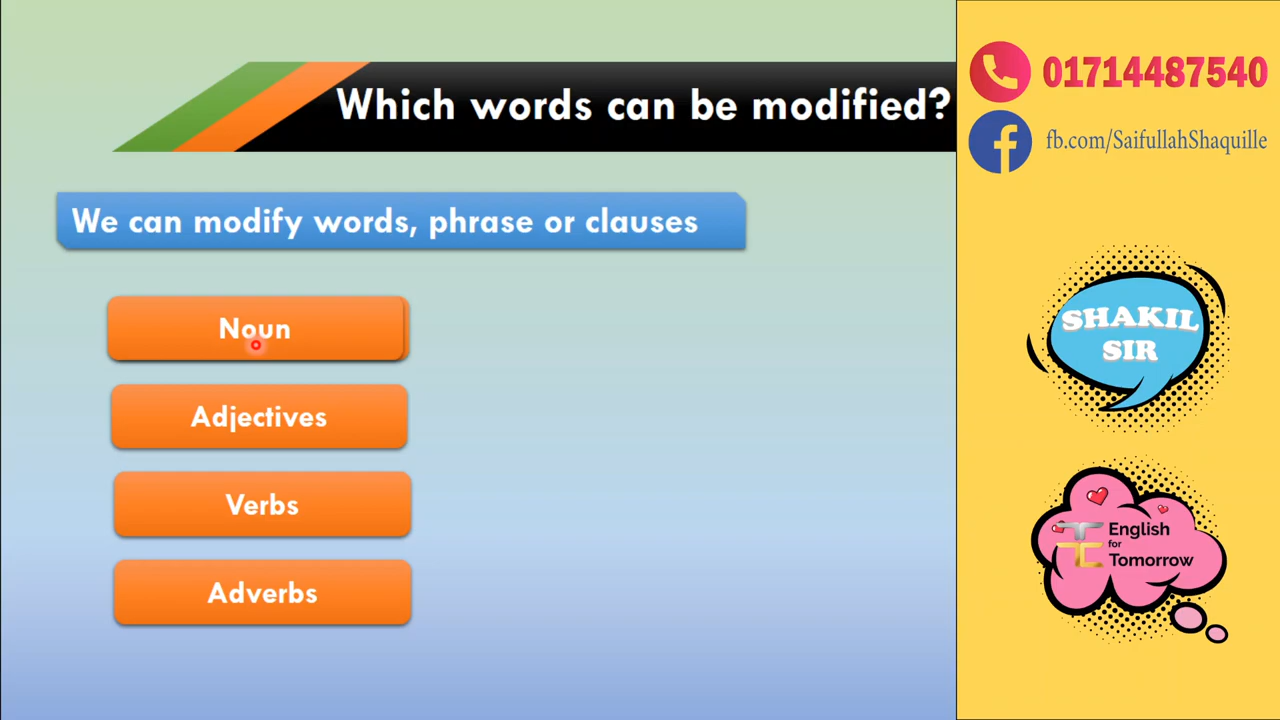 Which words can be modified?
We can modify words, phrase or clauses
Noun
Adjectives
Verbs
Adverbs
01714487540
fb.com/SaifullahShaquille
SHAKIL
SIR
English
for
Tomorrow